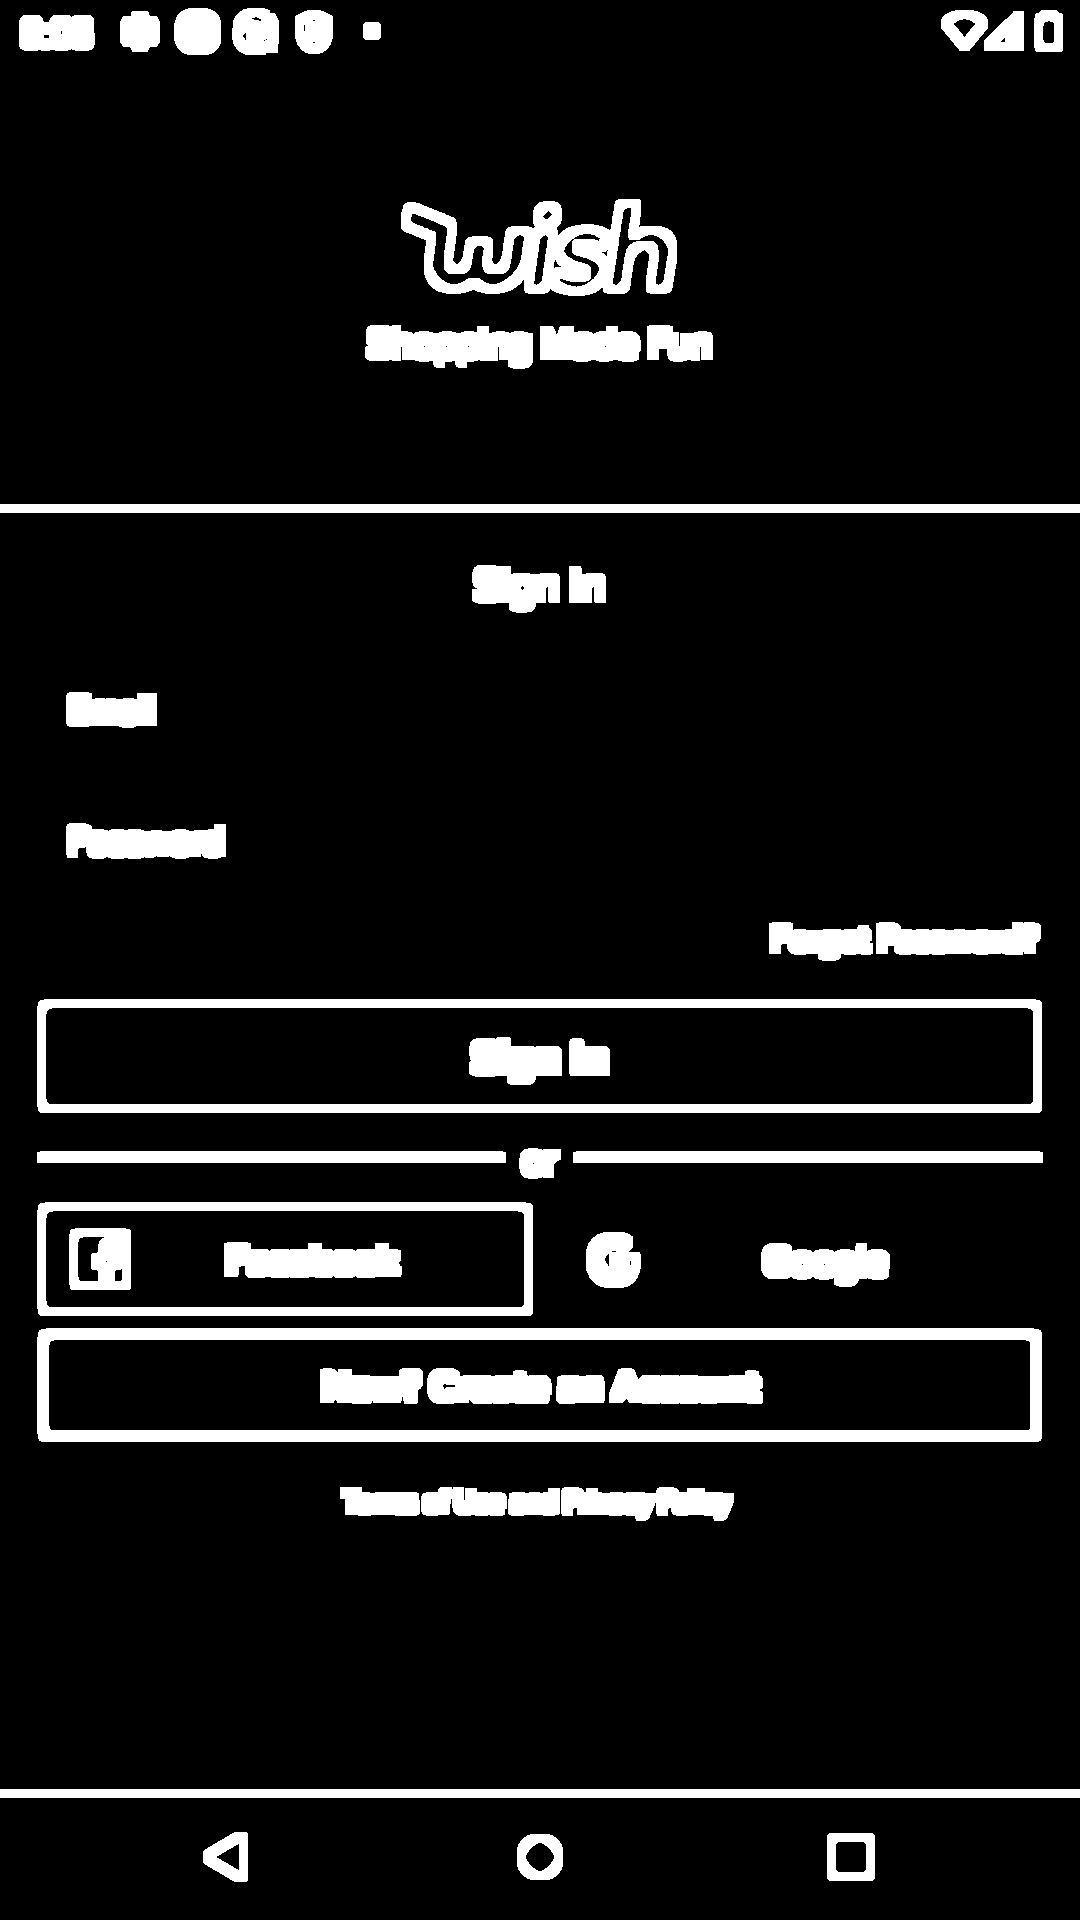 wish
Shopping Made Fun
Sign In
Email
Password
Forgot Password?
Sign In
or
Facebook
Google
New? Create an Account
Terms of Use and Privacy Policy